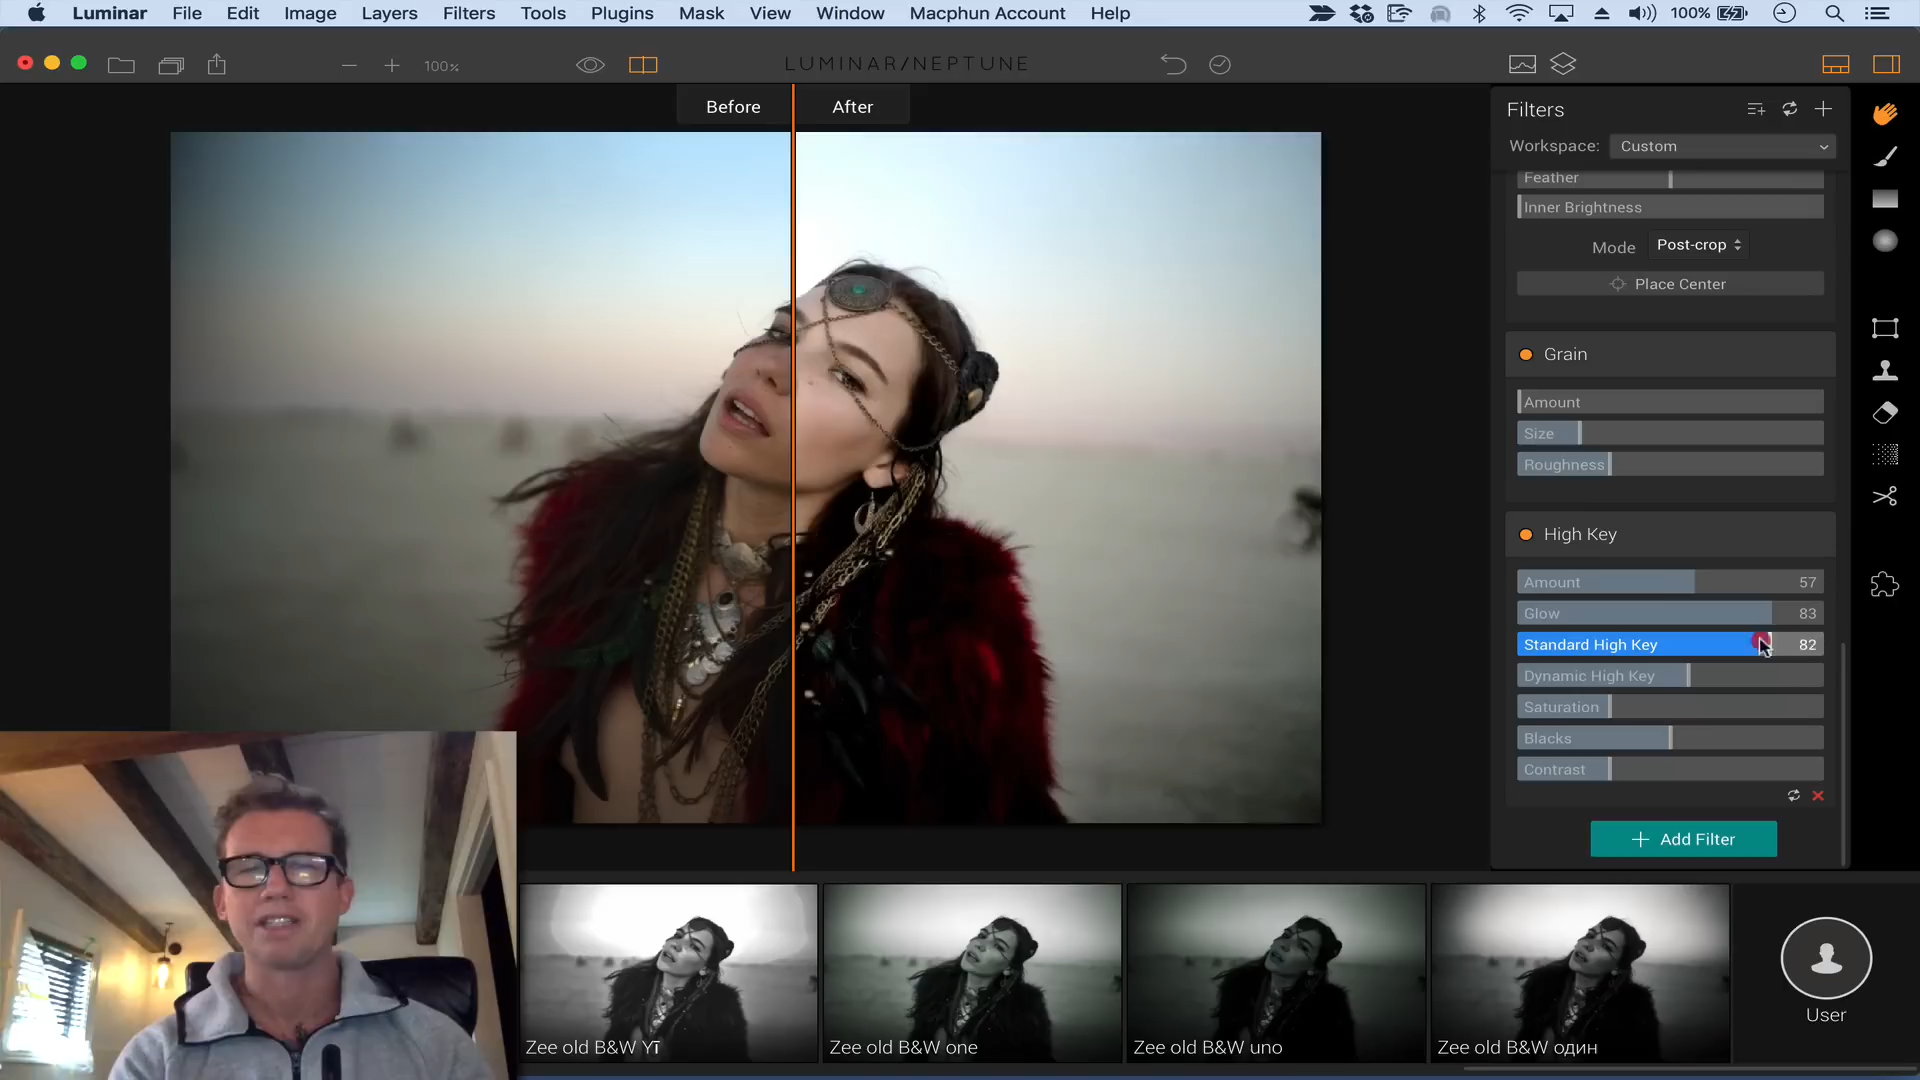 Luminar File Edit Image Layers Filters Tools Plugins Mask View Window Macphun Account Help 100%
100% LUMINAR/NEPTUNE
Before After
Filters
Workspace: Custom
Feather
Inner Brightness
Mode Post-crop
Place Center
Grain
Amount
Size
Roughness
High Key
Amount 57
Glow 83
Standard High Key 82
Dynamic High Key
Saturation
Blacks
Contrast
+ Add Filter
Zee old B&W Yī Zee old B&W one Zee old B&W uno Zee old B&W один User